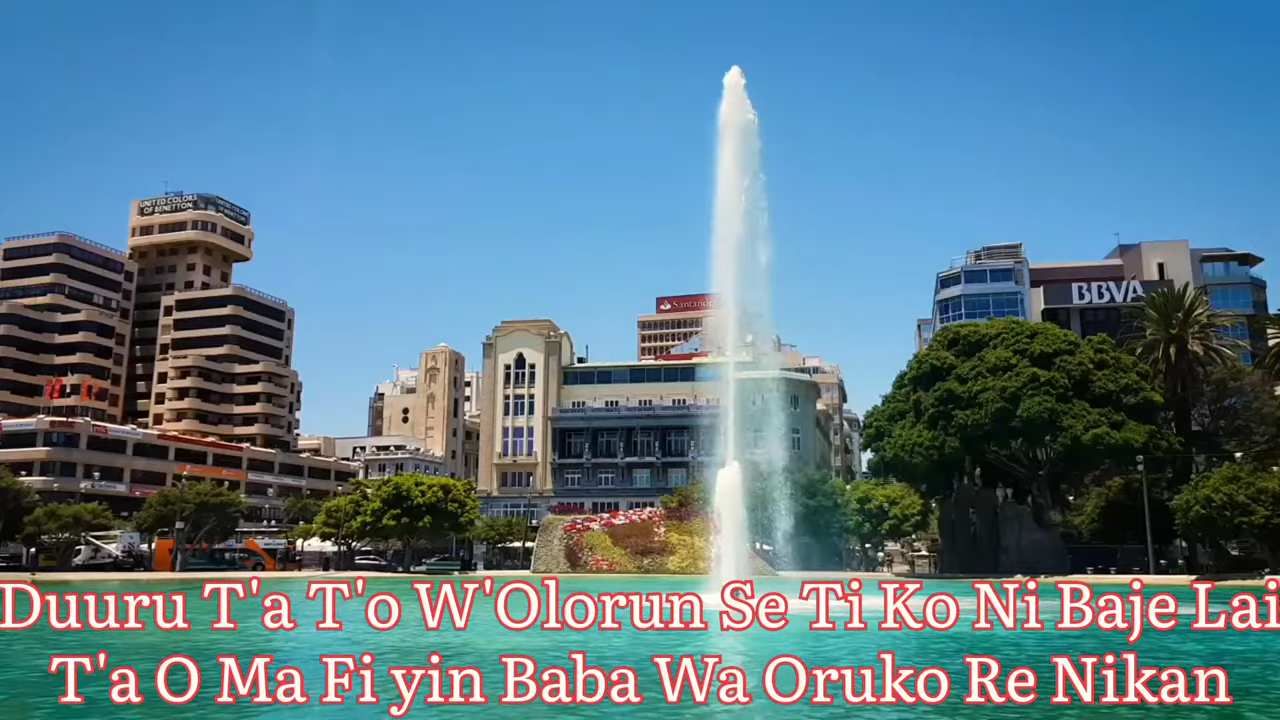 UNITED COLORS
OF BENETTON.
Santander
BBVA
Duuru T'a T'o W'Olorun Se Ti Ko Ni Baje Lai
T'a O Ma Fi yin Baba Wa Oruko Re Nikan